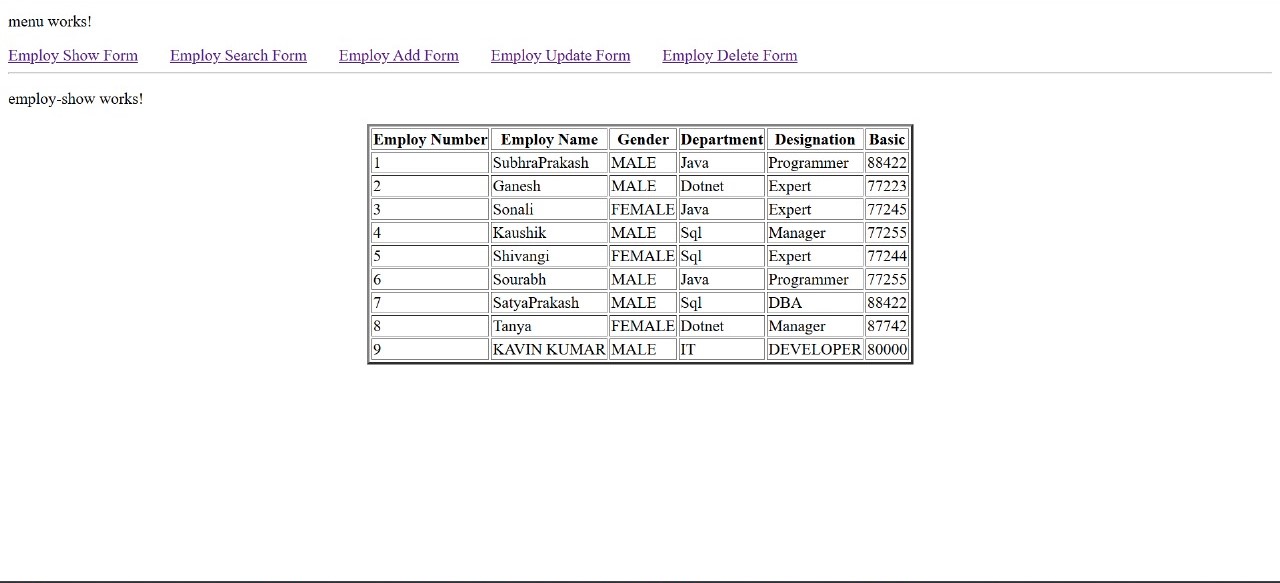 menu works!
Employ Show Form Employ Search Form Employ Add Form Employ Update Form Employ Delete Form
employ-show works!
Employ Number Employ Name Gender Department Designation Basic
1 SubhraPrakash MALE Java Programmer 88422
2 Ganesh MALE Dotnet Expert 77223
3 Sonali FEMALE Java Expert 77245
4 Kaushik MALE Sql Manager 77255
5 Shivangi FEMALE Sql Expert 77244
6 Sourabh MALE Java Programmer 77255
7 SatyaPrakash MALE Sql DBA 88422
8 Tanya FEMALE Dotnet Manager 87742
9 KAVIN KUMAR MALE IT DEVELOPER 80000